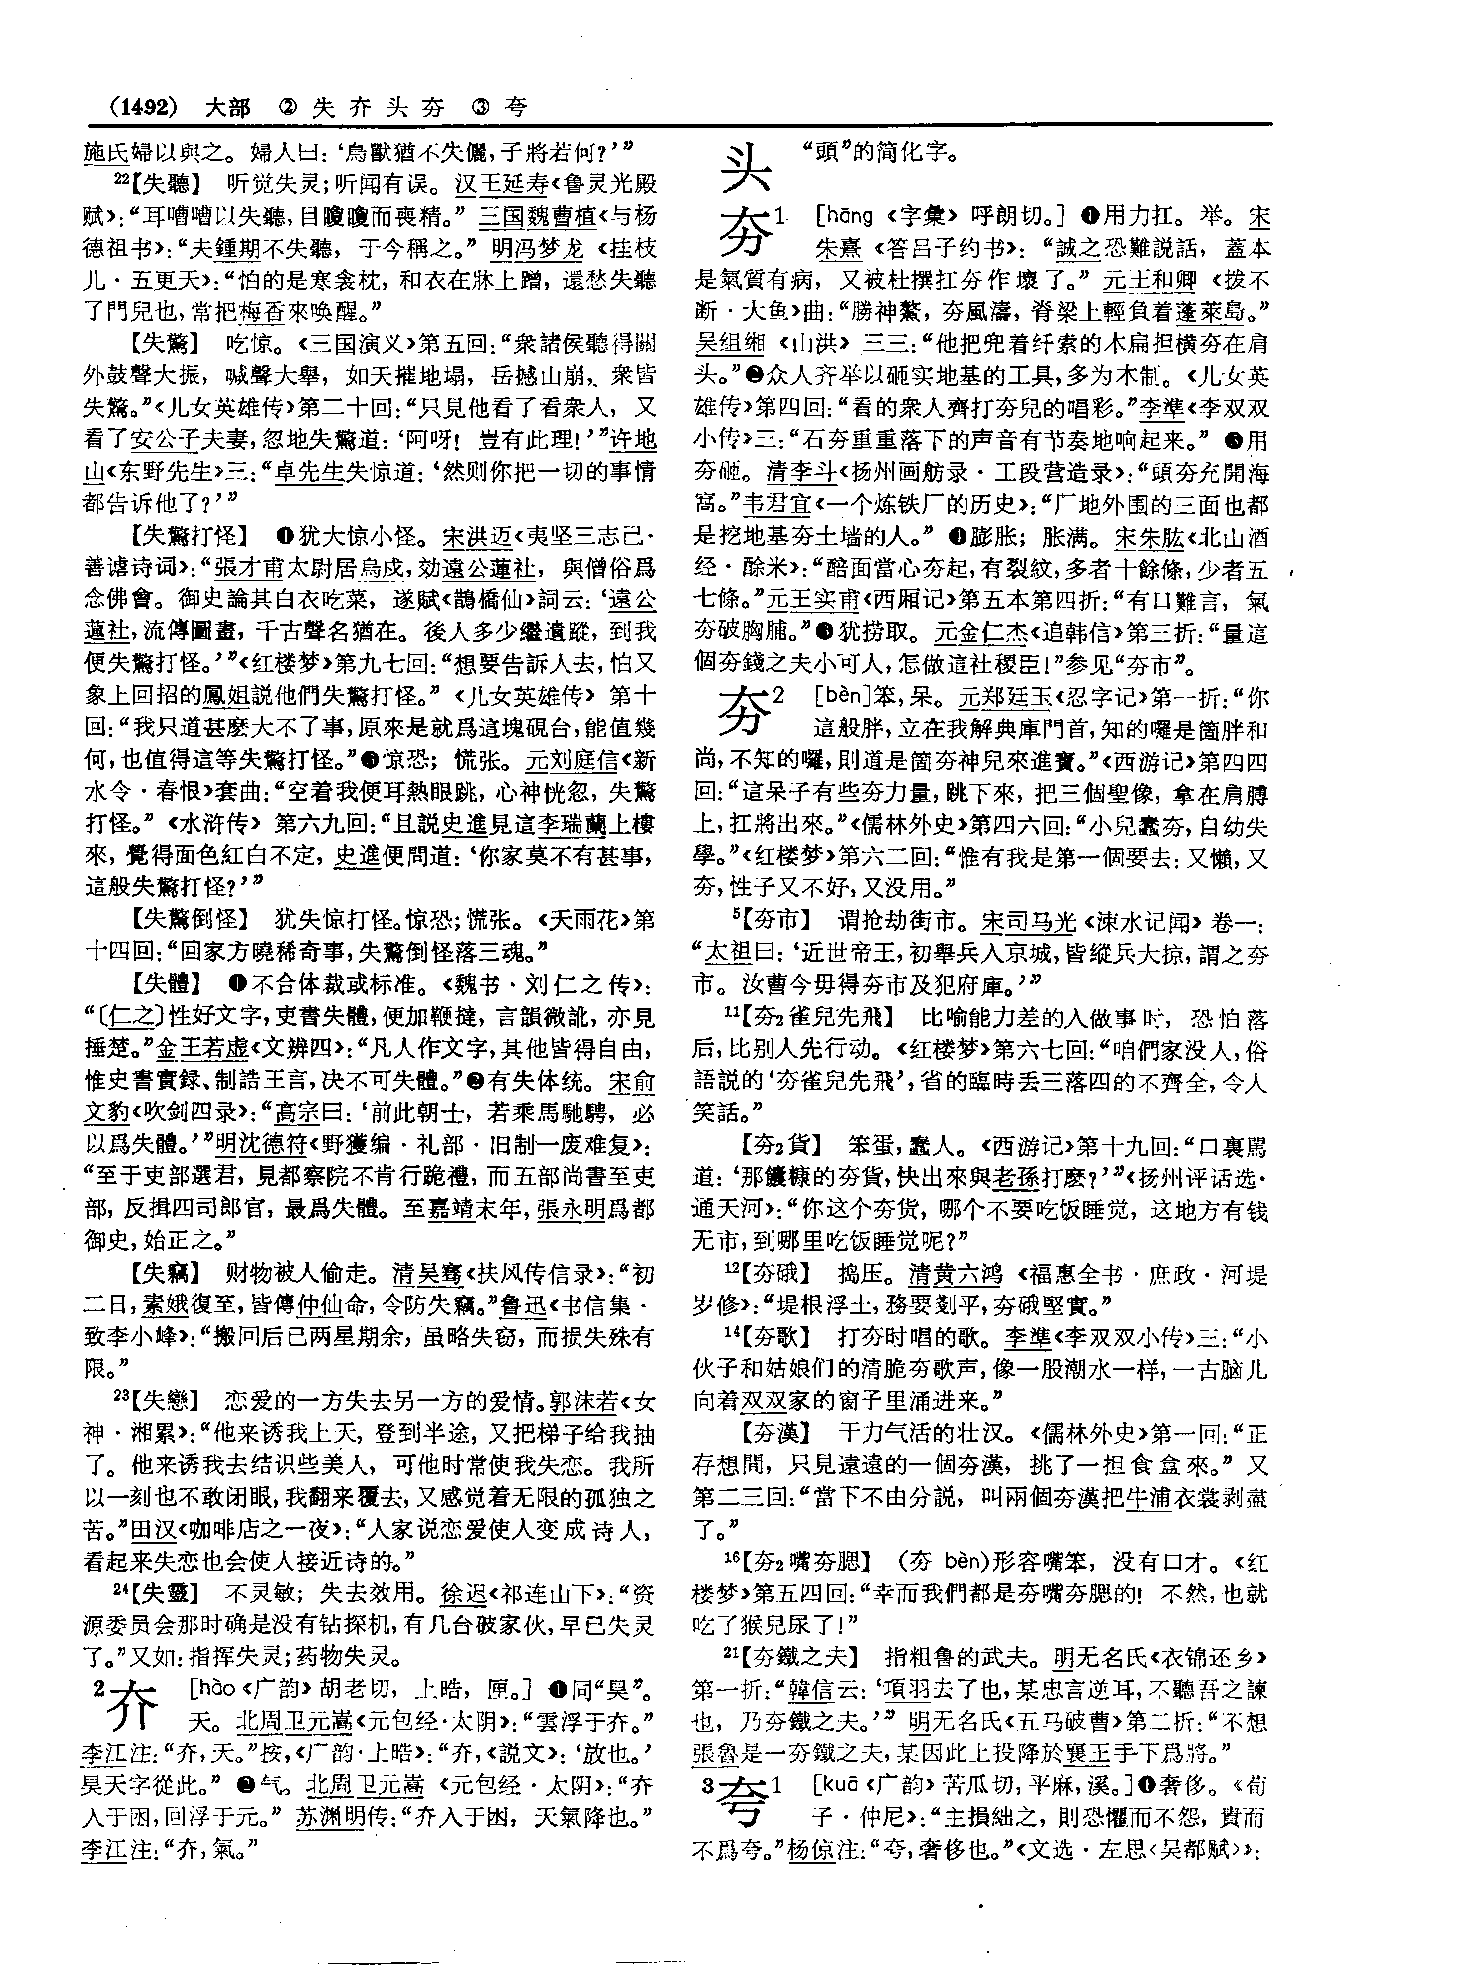 (1492) 大部 ②失夰头夯 ③夸
施氏婦以與之。婦人曰：‘鳥獸猶不失儷，子將若何？’”
22【失聽】 听觉失灵；听闻有误。汉王延寿《鲁灵光殿
赋》：“耳嘈嘈以失聽，目矎矎而喪精。”三国魏曹植《与杨
德祖书》：“夫鍾期不失聽，于今稱之。”明冯梦龙《挂枝
儿·五更天》：“怕的是寒衾枕，和衣在牀上蹭，還愁失聽
了門兒也，常把梅香來唤醒。”
【失驚】 吃惊。《三国演义》第五回：“衆諸侯聽得關
外鼓聲大振，喊聲大舉，如天摧地塌，岳撼山崩，衆皆
失驚。”《儿女英雄传》第二十回：“只見他看了看衆人，又
看了安公子夫妻，忽地失驚道：‘阿呀！豈有此理！’”许地
山《东野先生》三：“卓先生失惊道：‘然则你把一切的事情
都告诉他了？’”
【失驚打怪】 ❶犹大惊小怪。宋洪迈《夷坚三志己·
善谑诗词》：“張才甫太尉居烏戍，効遠公蓮社，與僧俗爲
念佛會。御史論其白衣吃菜，遂賦《鵲橋仙》詞云：‘遠公
蓮社，流傳圖畫，千古聲名猶在。後人多少繼遺蹤，到我
便失驚打怪。’”《红楼梦》第九七回：“想要告訴人去，怕又
象上回招的鳳姐説他們失驚打怪。”《儿女英雄传》第十
回：“我只道甚麽大不了事，原來是就爲這塊硯台，能值幾
何，也值得這等失驚打怪。”❷惊恐；慌张。元刘庭信《新
水令·春恨》套曲：“空着我便耳熱眼跳，心神恍忽，失驚
打怪。”《水浒传》第六九回：“且説史進見這李瑞蘭上樓
來，覺得面色紅白不定，史進便問道：‘你家莫不有甚事，
這般失驚打怪？’”
【失驚倒怪】 犹失惊打怪。惊恐；慌张。《天雨花》第
十四回：“回家方曉稀奇事，失驚倒怪落三魂。”
【失體】 ❶不合体裁或标准。《魏书·刘仁之传》：
“〔仁之〕性好文字，吏書失體，便加鞭撻，言韻微訛，亦見
捶楚。”金王若虚《文辨四》：“凡人作文字，其他皆得自由，
惟史書實録、制誥王言，决不可失體。”❷有失体统。宋俞
文豹《吹剑四录》：“高宗曰：‘前此朝士，若乘馬馳騁，必
以爲失體。’”明沈德符《野獲编·礼部·旧制一废难复》：
“至于吏部選君，見都察院不肯行跪禮，而五部尚書至吏
部，反揖四司郎官，最爲失體。至嘉靖末年，張永明爲都
御史，始正之。”
【失竊】 财物被人偷走。清吴骞《扶风传信录》：“初
二日，素娥復至，皆傳仲仙命，令防失竊。”鲁迅《书信集·
致李小峰》：“搬回后已两星期余，虽略失窃，而损失殊有
限。”
23【失戀】 恋爱的一方失去另一方的爱情。郭沫若《女
神·湘累》：“他来诱我上天，登到半途，又把梯子给我抽
了。他来诱我去结识些美人，可他时常使我失恋。我所
以一刻也不敢闭眼，我翻来覆去，又感觉着无限的孤独之
苦。”田汉《咖啡店之一夜》：“人家说恋爱使人变成诗人，
看起来失恋也会使人接近诗的。”
24【失靈】 不灵敏；失去效用。徐迟《祁连山下》：“资
源委员会那时确是没有钻探机，有几台破家伙，早已失灵
了。”又如：指挥失灵；药物失灵。
2夰 [hào《广韵》胡老切，上晧，匣。] ❶同“昊”。
天。北周卫元嵩《元包经·太阴》：“雲浮于夰。”
李江注：“夰，天。”按，《广韵·上晧》：“夰，《説文》：‘放也。’
昊天字從此。”❷气。北周卫元嵩《元包经·太阴》：“夰
入于囦，回浮于元。”苏渊明传：“夰入于囦，天氣降也。”
李江注：“夰，氣。”
头 “頭”的简化字。
夯1 [hāng《字彙》呼朗切。] ❶用力扛。举。宋
朱熹《答吕子约书》：“誠之恐難説話，蓋本
是氣質有病，又被杜撰扛夯作壞了。”元王和卿《拨不
断·大鱼》曲：“勝神鰲，夯風濤，脊梁上輕負着蓬萊島。”
吴组缃《山洪》三三：“他把兜着纤索的木扁担横夯在肩
头。”❷众人齐举以砸实地基的工具，多为木制。《儿女英
雄传》第四回：“看的衆人齊打夯兒的唱彩。”李準《李双双
小传》三：“石夯重重落下的声音有节奏地响起来。”❸用
夯砸。清李斗《扬州画舫录·工段营造录》：“頭夯充開海
窩。”韦君宜《一个炼铁厂的历史》：“厂地外围的三面也都
是挖地基夯土墙的人。”❹膨胀；胀满。宋朱肱《北山酒
经·酴米》：“醅面當心夯起，有裂紋，多者十餘條，少者五
七條。”元王实甫《西厢记》第五本第四折：“有口難言，氣
夯破胸脯。”❺犹捞取。元金仁杰《追韩信》第三折：“量這
個夯錢之夫小可人，怎做這社稷臣！”参见“夯市”。
夯2 [bèn]笨，呆。元郑廷玉《忍字记》第一折：“你
這般胖，立在我解典庫門首，知的囉是箇胖和
尚，不知的囉，則道是箇夯神兒來進寶。”《西游记》第四四
回：“這呆子有些夯力量，跳下來，把三個聖像，拿在肩膊
上，扛將出來。”《儒林外史》第四六回：“小兒蠢夯，自幼失
學。”《红楼梦》第六二回：“惟有我是第一個要去：又懶，又
夯，性子又不好，又没用。”
5【夯市】 谓抢劫街市。宋司马光《涑水记闻》卷一：
“太祖曰：‘近世帝王，初舉兵入京城，皆縱兵大掠，謂之夯
市。汝曹今毋得夯市及犯府庫。’”
11【夯2雀兒先飛】 比喻能力差的人做事时，恐怕落
后，比别人先行动。《红楼梦》第六七回：“咱們家没人，俗
語説的‘夯雀兒先飛’，省的臨時丢三落四的不齊全，令人
笑話。”
【夯2貨】 笨蛋，蠢人。《西游记》第十九回：“口裏駡
道：‘那饢糠的夯貨，快出來與老孫打麽？’”《扬州评话选·
通天河》：“你这个夯货，哪个不要吃饭睡觉，这地方有钱
无市，到哪里吃饭睡觉呢？”
12【夯硪】 捣压。清黄六鸿《福惠全书·庶政·河堤
岁修》：“堤根浮土，務要剗平，夯硪堅實。”
14【夯歌】 打夯时唱的歌。李準《李双双小传》三：“小
伙子和姑娘们的清脆夯歌声，像一股潮水一样，一古脑儿
向着双双家的窗子里涌进来。”
【夯漢】 干力气活的壮汉。《儒林外史》第一回：“正
存想間，只見遠遠的一個夯漢，挑了一担食盒來。”又
第二三回：“當下不由分説，叫兩個夯漢把牛浦衣裳剥盡
了。”
16【夯2嘴夯腮】 （夯 bèn）形容嘴笨，没有口才。《红
楼梦》第五四回：“幸而我們都是夯嘴夯腮的！不然，也就
吃了猴兒尿了！”
21【夯鐵之夫】 指粗鲁的武夫。明无名氏《衣锦还乡》
第一折：“韓信云：‘項羽去了也，某忠言逆耳，不聽吾之諫
也，乃夯鐵之夫。’”明无名氏《五马破曹》第二折：“不想
張魯是一夯鐵之夫，某因此上投降於襄王手下爲將。”
3夸1 [kuā《广韵》苦瓜切，平麻，溪。]❶奢侈。《荀
子·仲尼》：“主損絀之，則恐懼而不怨，貴而
不爲夸。”杨倞注：“夸，奢侈也。”《文选·左思〈吴都赋〉》：